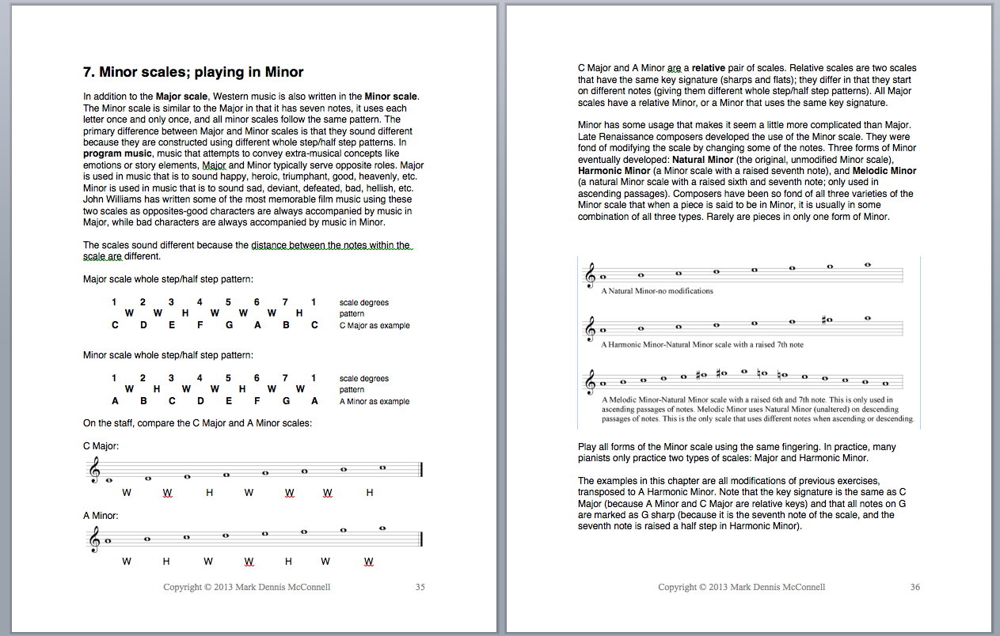 7. Minor scales; playing in Minor
In addition to the Major scale, Western music is also written in the Minor scale.
The Minor scale is similar to the Major in that it has seven notes, it uses each
letter once and only once, and all minor scales follow the same pattern. The
primary difference between Major and Minor scales is that they sound different
because they are constructed using different whole step/half step patterns. In
program music, music that attempts to convey extra-musical concepts like
emotions or story elements, Major and Minor typically serve opposite roles. Major
is used in music that is to sound happy, heroic, triumphant, good, heavenly, etc.
Minor is used in music that is to sound sad, deviant, defeated, bad, hellish, etc.
John Williams has written some of the most memorable film music using these
two scales as opposites-good characters are always accompanied by music in
Major, while bad characters are always accompanied by music in Minor.
The scales sound different because the distance between the notes within the
scale are different.
Major scale whole step/half step pattern:
1 2 3 4 5 6 7 1 scale degrees
W W H W W W H pattern
C D E F G A B C C Major as example
Minor scale whole step/half step pattern:
1 2 3 4 5 6 7 1 scale degrees
W H W W H W W pattern
A B C D E F G A A Minor as example
On the staff, compare the C Major and A Minor scales:
C Major:
W W H W W W H
A Minor:
W H W W H W W
Copyright © 2013 Mark Dennis McConnell 35
C Major and A Minor are a relative pair of scales. Relative scales are two scales
that have the same key signature (sharps and flats); they differ in that they start
on different notes (giving them different whole step/half step patterns). All Major
scales have a relative Minor, or a Minor that uses the same key signature.
Minor has some usage that makes it seem a little more complicated than Major.
Late Renaissance composers developed the use of the Minor scale. They were
fond of modifying the scale by changing some of the notes. Three forms of Minor
eventually developed: Natural Minor (the original, unmodified Minor scale),
Harmonic Minor (a Minor scale with a raised seventh note), and Melodic Minor
(a natural Minor scale with a raised sixth and seventh note; only used in
ascending passages). Composers have been so fond of all three varieties of the
Minor scale that when a piece is said to be in Minor, it is usually in some
combination of all three types. Rarely are pieces in only one form of Minor.
A Natural Minor-no modifications
A Harmonic Minor-Natural Minor scale with a raised 7th note
A Melodic Minor-Natural Minor scale with a raised 6th and 7th note. This is only used in
ascending passages of notes. Melodic Minor uses Natural Minor (unaltered) on descending
passages of notes. This is the only scale that uses different notes when ascending or descending.
Play all forms of the Minor scale using the same fingering. In practice, many
pianists only practice two types of scales: Major and Harmonic Minor.
The examples in this chapter are all modifications of previous exercises,
transposed to A Harmonic Minor. Note that the key signature is the same as C
Major (because A Minor and C Major are relative keys) and that all notes on G
are marked as G sharp (because it is the seventh note of the scale, and the
seventh note is raised a half step in Harmonic Minor).
Copyright © 2013 Mark Dennis McConnell 36